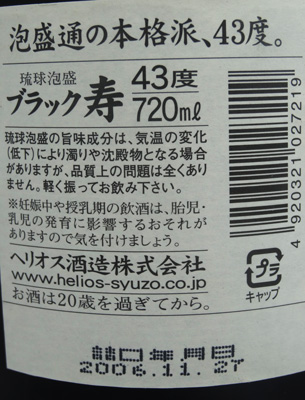 泡盛通の本格派、43度。
琉球泡盛
ブラック寿
43度
720ml
琉球泡盛の旨味成分は、気温の変化
(低下)により濁りや沈殿物となる場合
がありますが、品質上の問題は全くあり
ません。軽く振ってお飲み下さい。
※妊娠中や授乳期の飲酒は、胎児・
乳児の発育に影響するおそれが
ありますので気を付けましょう。
ヘリオス酒造株式会社
www.helios-syuzo.co.jp
お酒は20歳を過ぎてから。
4920321027219
プラ
キャップ
詰口年月日
2006.11.27